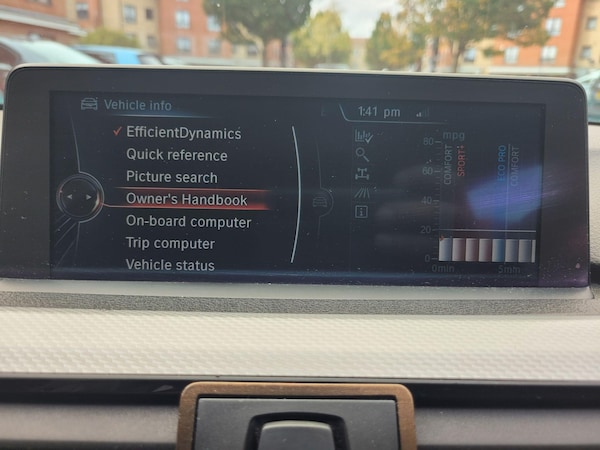 Vehicle info
1:41 pm
EfficientDynamics
Quick reference
Picture search
Owner's Handbook
On-board computer
Trip computer
Vehicle status
mpg
80
60
40
20
0
COMFORT
SPORT+
ECO PRO
COMFORT
0min